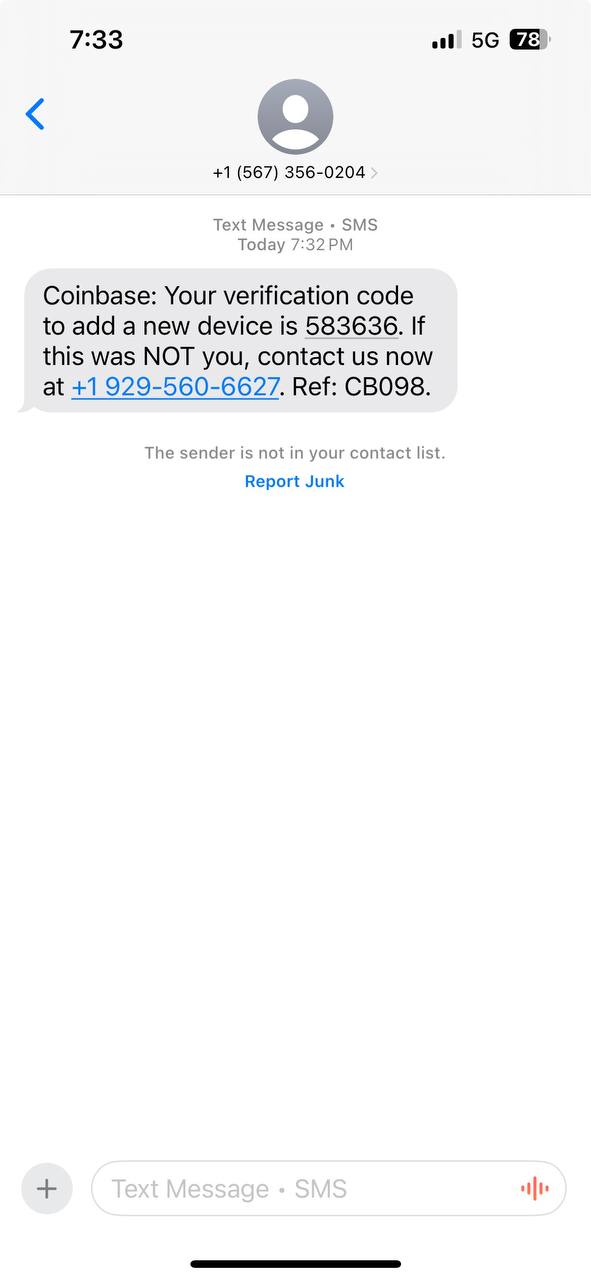 7:33
5G
78
+1 (567) 356-0204
Text Message • SMS
Today 7:32 PM
Coinbase: Your verification code
to add a new device is 583636. If
this was NOT you, contact us now
at +1 929-560-6627. Ref: CB098.
The sender is not in your contact list.
Report Junk
Text Message • SMS